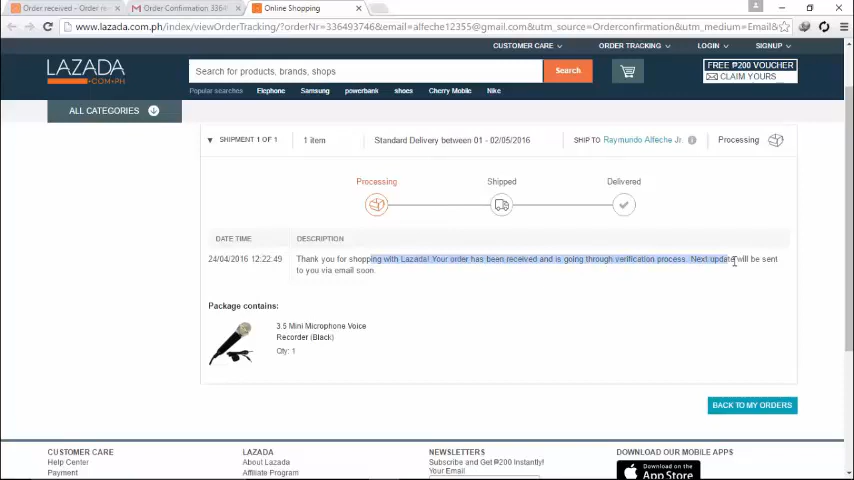 Order received - Order re
Order Confirmation 3364
Online Shopping
www.lazada.com.ph/index/viewOrderTracking/?orderNr=336493746&email=alfeche12355@gmail.com&utm_source=Orderconfirmation&utm_medium=Email&
CUSTOMER CARE ORDER TRACKING LOGIN SIGNUP
LAZADA
.COM.PH
Search for products, brands, shops
Search
FREE ₱200 VOUCHER
CLAIM YOURS
Popular searches Elephone Samsung powerbank shoes Cherry Mobile Nike
ALL CATEGORIES
SHIPMENT 1 OF 1 1 item Standard Delivery between 01 - 02/05/2016 SHIP TO Raymundo Alfeche Jr. Processing
Processing Shipped Delivered
DATE TIME DESCRIPTION
24/04/2016 12:22:49 Thank you for shopping with Lazada! Your order has been received and is going through verification process. Next update will be sent
to you via email soon.
Package contains:
3.5 Mini Microphone Voice
Recorder (Black)
Qty: 1
BACK TO MY ORDERS
CUSTOMER CARE LAZADA NEWSLETTERS DOWNLOAD OUR MOBILE APPS
Help Center About Lazada Subscribe and Get ₱200 Instantly!
Payment Affiliate Program Your Email
Download on the
App Store